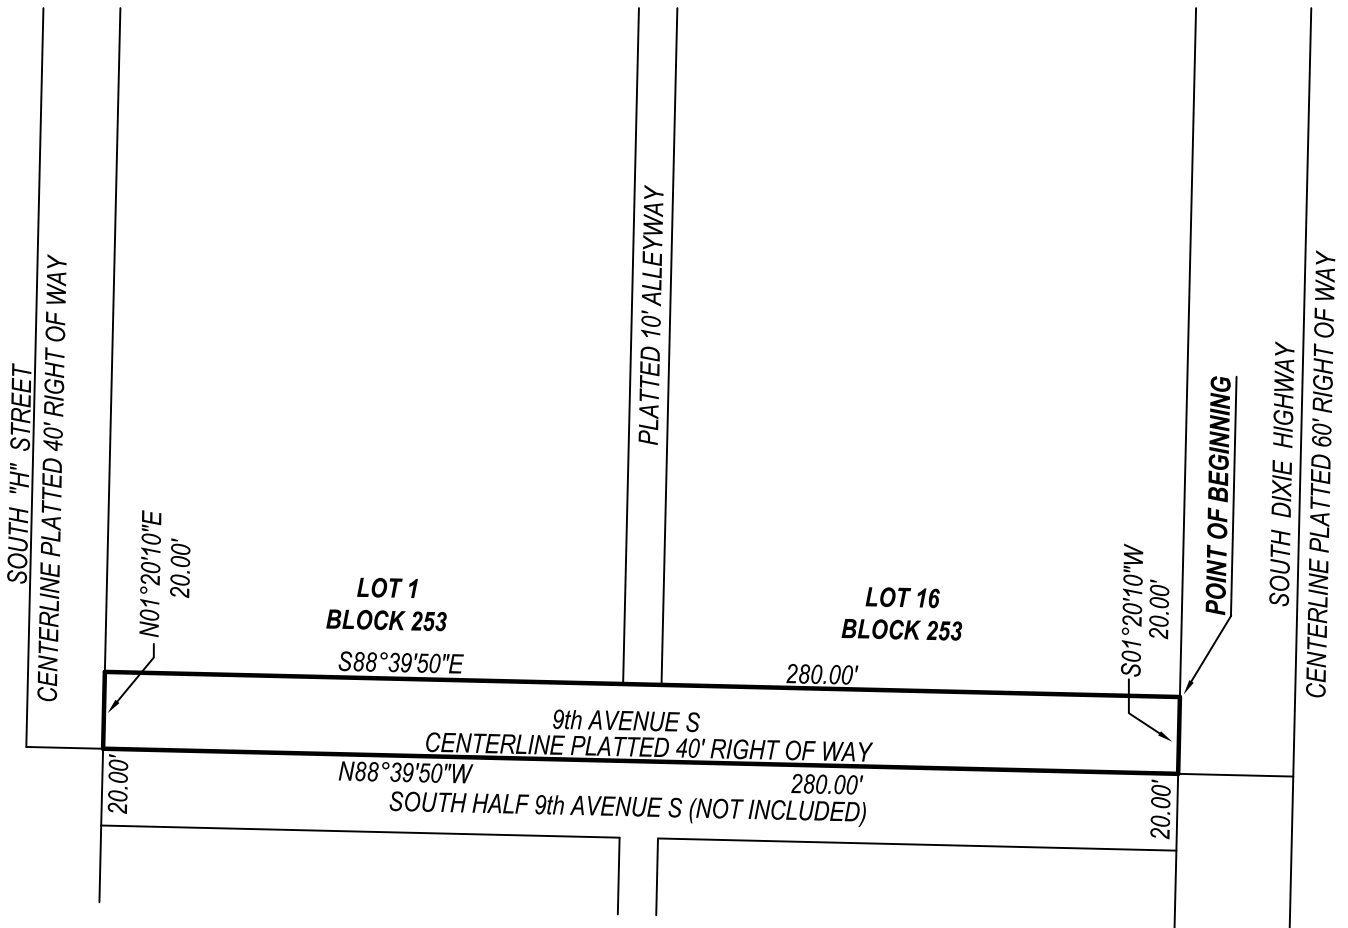 SOUTH "H" STREET
CENTERLINE PLATTED 40' RIGHT OF WAY
N01°20'10"E
20.00'
LOT 1
BLOCK 253
S88°39'50"E
PLATTED 10' ALLEYWAY
LOT 16
BLOCK 253
280.00'
S01°20'10"W
20.00'
POINT OF BEGINNING
SOUTH DIXIE HIGHWAY
CENTERLINE PLATTED 60' RIGHT OF WAY
9th AVENUE S
CENTERLINE PLATTED 40' RIGHT OF WAY
N88°39'50"W
280.00'
SOUTH HALF 9th AVENUE S (NOT INCLUDED)
20.00'
20.00'